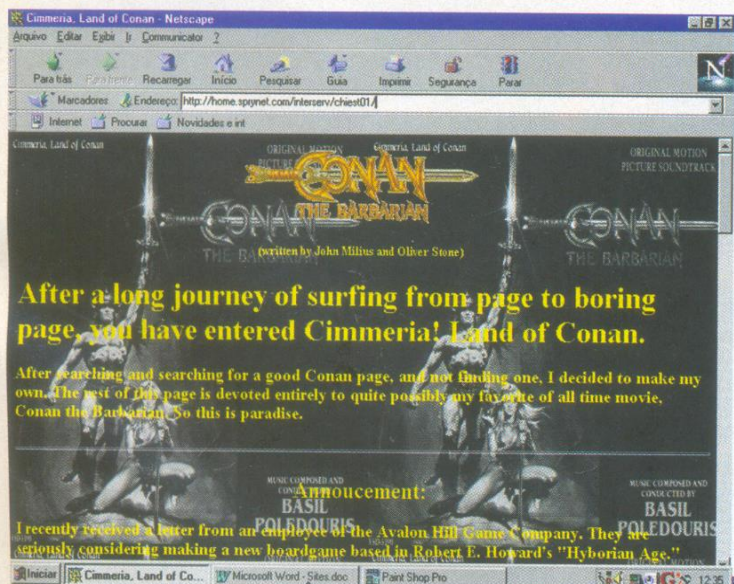 Cimmeria, Land of Conan - Netscape
Arquivo Editar Exibir Ir Communicator ?
Para trás Para frente Recarregar Início Pesquisar Guia Imprimir Segurança Parar
N
Marcadores Endereço: http://home.sprynet.com/interserv/chiest01/
Internet Procurar Novidades e int
Cimmeria, Land of Conan
ORIGINAL MOTION
PICTURE
Cimmeria, Land of Conan
ORIGINAL MOTION
PICTURE SOUNDTRACK
CONAN
THE BARBARIAN
CONAN
THE BARBARIAN
CONAN
THE BARBARIAN
(written by John Milius and Oliver Stone)
After a long journey of surfing from page to boring
page, you have entered Cimmeria! Land of Conan.
After searching and searching for a good Conan page, and not finding one, I decided to make my
own. The rest of this page is devoted entirely to quite possibly my favorite of all time movie,
Conan the Barbarian. So this is paradise.
MUSIC COMPOSED AND
BASIL
POLEDOURIS
MUSIC COMPOSED AND
CONDUCTED BY
BASIL
POLEDOURIS
Annoucement:
I recently received a letter from an employee of the Avalon Hill Game Company. They are
seriously considering making a new boardgame based in Robert E. Howard's "Hyborian Age."
Iniciar Cimmeria, Land of Co... Microsoft Word - Sites.doc Paint Shop Pro 12:35